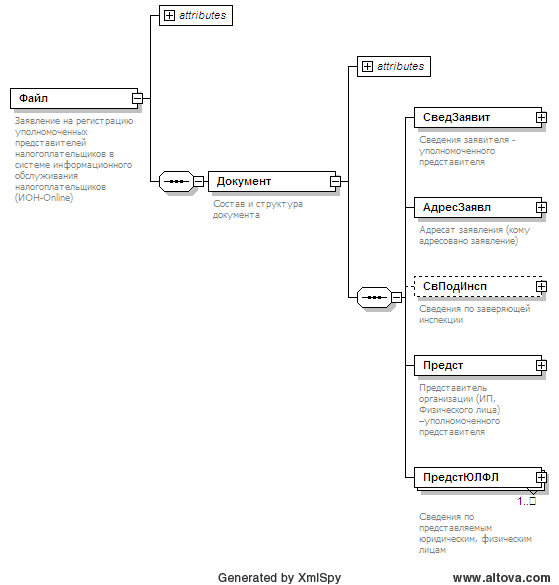 attributes
attributes
Файл
Заявление на регистрацию
уполномоченных
представителей
налогоплательщиков в
системе информационного
обслуживания
налогоплательщиков
(ИОН-Online)
Документ
Состав и структура
документа
СведЗаявит
Сведения заявителя -
уполномоченного
представителя
АдресЗаявл
Адресат заявления (кому
адресовано заявление)
СвПодИнсп
Сведения по заверяющей
инспекции
Предст
Представитель
организации (ИП,
Физического лица)
–уполномоченного
представителя
ПредстЮЛФЛ
1..□
Сведения по
представляемым
юридическим, физическим
лицам
Generated by XmlSpy
www.altova.com